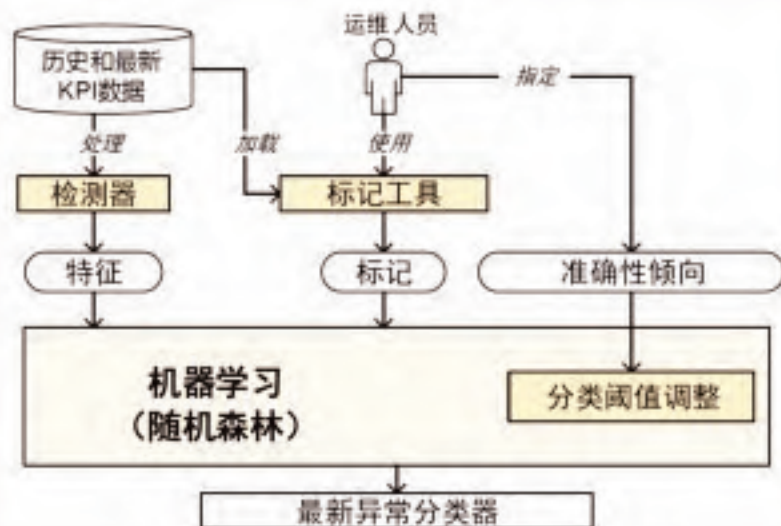 运维人员
历史和最新
KPI数据
指定
处理
加载
使用
检测器
标记工具
特征
标记
准确性倾向
机器学习
（随机森林）
分类阈值调整
最新异常分类器